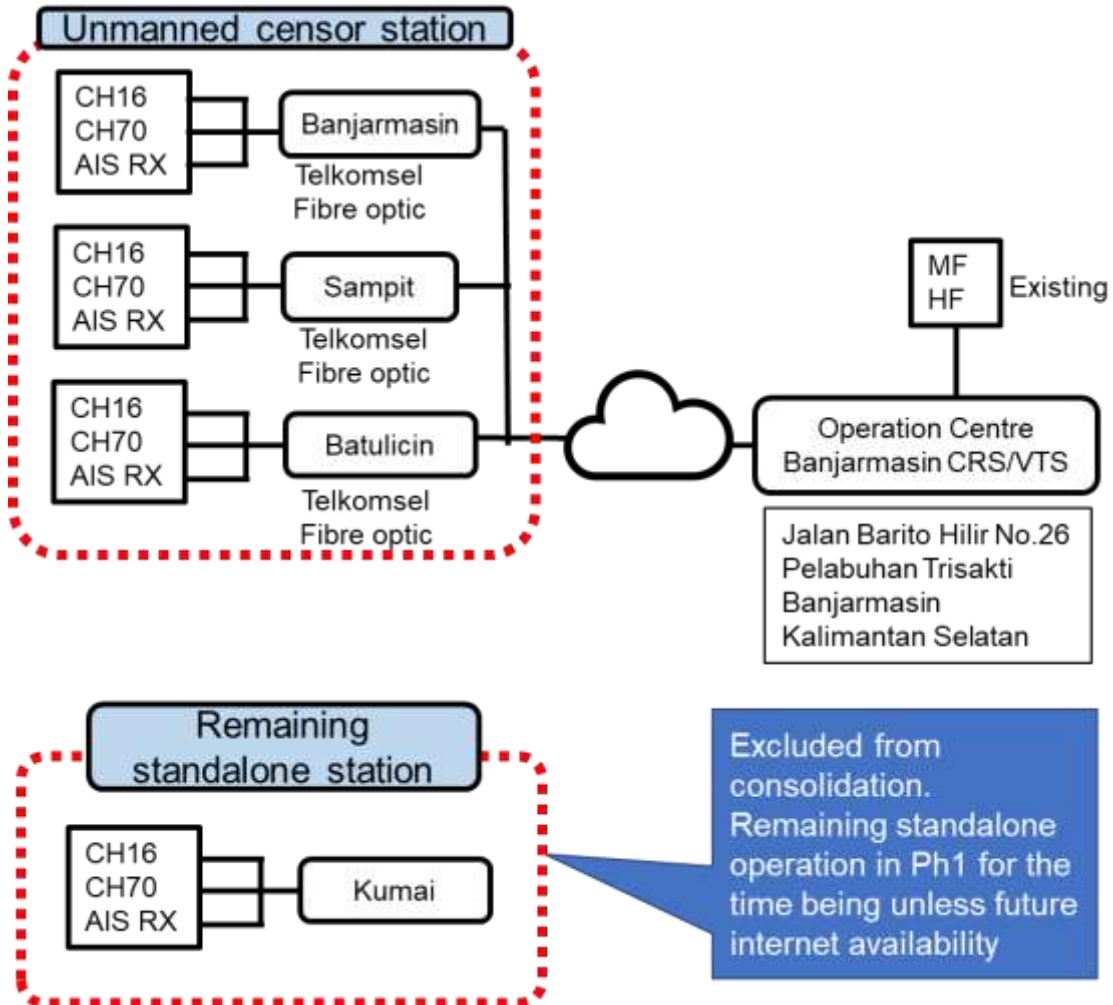 Unmanned censor station
CH16
CH70
AIS RX
Banjarmasin
Telkomsel
Fibre optic
CH16
CH70
AIS RX
Sampit
Telkomsel
Fibre optic
CH16
CH70
AIS RX
Batulicin
Telkomsel
Fibre optic
MF
HF
Existing
Operation Centre
Banjarmasin CRS/VTS
Jalan Barito Hilir No.26
Pelabuhan Trisakti
Banjarmasin
Kalimantan Selatan
Remaining
standalone station
CH16
CH70
AIS RX
Kumai
Excluded from
consolidation.
Remaining standalone
operation in Ph1 for the
time being unless future
internet availability